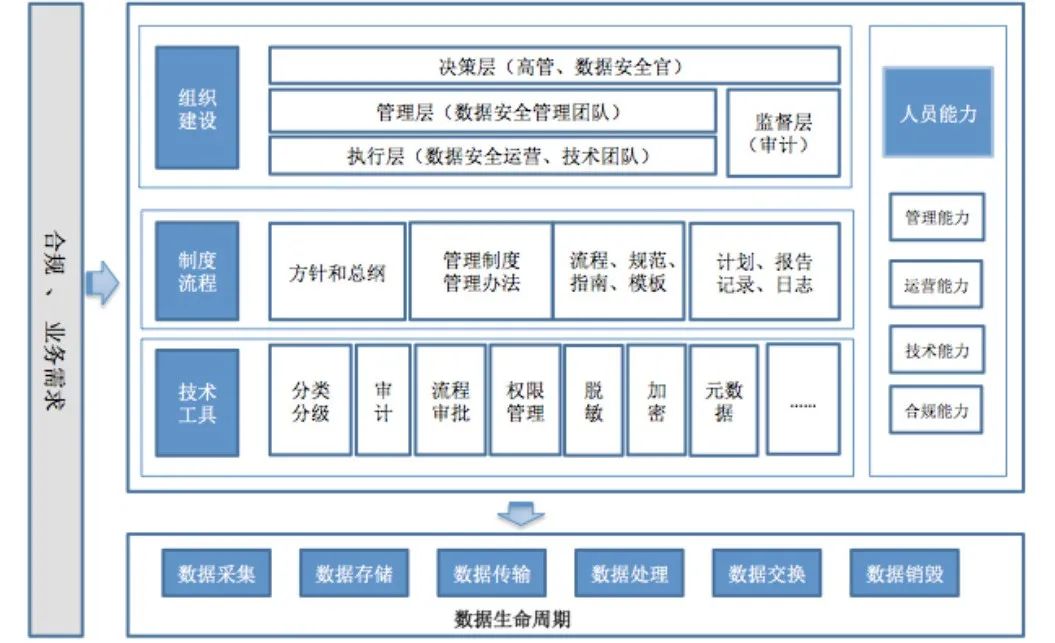 合规、业务需求
组织
建设
决策层（高管、数据安全官）
管理层（数据安全管理团队）
执行层（数据安全运营、技术团队）
监督层
（审计）
制度
流程
方针和总纲
管理制度
管理办法
流程、规范、
指南、模板
计划、报告
记录、日志
技术
工具
分类
分级
审
计
流程
审批
权限
管理
脱
敏
加
密
元数
据
……
人员能力
管理能力
运营能力
技术能力
合规能力
数据采集
数据存储
数据传输
数据处理
数据交换
数据销毁
数据生命周期